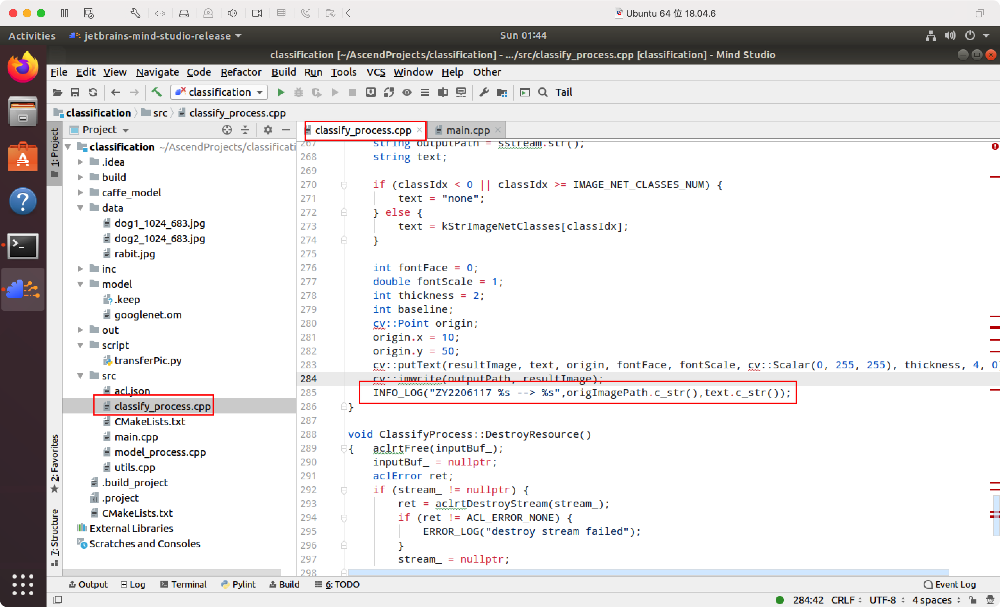 Ubuntu 64 位 18.04.6
Activities jetbrains-mind-studio-release Sun 01:44
classification [~/AscendProjects/classification] - .../src/classify_process.cpp [classification] - Mind Studio
File Edit View Navigate Code Refactor Build Run Tools VCS Window Help Other
classification Tail
classification src classify_process.cpp
1: Project
2: Favorites
7: Structure
Project
classification ~/AscendProjects/classificati
.idea
build
caffe_model
data
dog1_1024_683.jpg
dog2_1024_683.jpg
rabit.jpg
inc
model
.keep
googlenet.om
out
script
transferPic.py
src
acl.json
classify_process.cpp
CMakeLists.txt
main.cpp
model_process.cpp
utils.cpp
.build_project
.project
CMakeLists.txt
External Libraries
Scratches and Consoles
classify_process.cpp main.cpp
267 string outputPath = sstream.str();
268 string text;
269
270 if (classIdx < 0 || classIdx >= IMAGE_NET_CLASSES_NUM) {
271 text = "none";
272 } else {
273 text = kStrImageNetClasses[classIdx];
274 }
275
276 int fontFace = 0;
277 double fontScale = 1;
278 int thickness = 2;
279 int baseline;
280 cv::Point origin;
281 origin.x = 10;
282 origin.y = 50;
283 cv::putText(resultImage, text, origin, fontFace, fontScale, cv::Scalar(0, 255, 255), thickness, 4, 0)
284 cv::imwrite(outputPath, resultImage);
285 INFO_LOG("ZY2206117 %s --> %s",origImagePath.c_str(),text.c_str());
286 }
287
288 void ClassifyProcess::DestroyResource()
289 { aclrtFree(inputBuf_);
290 inputBuf_ = nullptr;
291 aclError ret;
292 if (stream_ != nullptr) {
293 ret = aclrtDestroyStream(stream_);
294 if (ret != ACL_ERROR_NONE) {
295 ERROR_LOG("destroy stream failed");
296 }
297 stream_ = nullptr;
298
Output Log Terminal Pylint Build 6: TODO Event Log
284:42 CRLF UTF-8 4 spaces